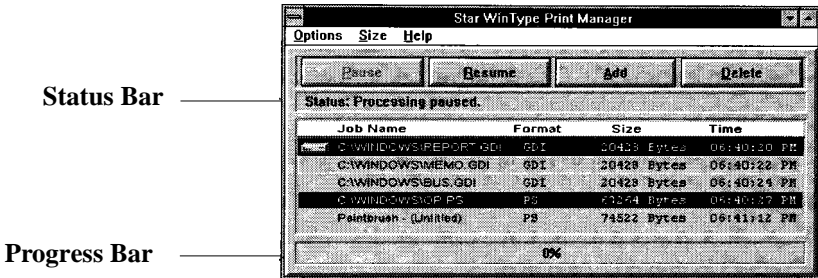 Star WinType Print Manager
Options Size Help
Pause Resume Add Delete
Status Bar
Status: Processing paused.
Job Name Format Size Time
C:\WINDOWS\REPORT.GDI GDI 20428 Bytes 06:40:20 PM
C:\WINDOWS\MEMO.GDI GDI 20428 Bytes 06:40:22 PM
C:\WINDOWS\BUS.GDI GDI 20428 Bytes 06:40:24 PM
C:\WINDOWS\OP.PS PS Bytes 06:40:27 PM
Paintbrush - (Untitled) PS 74522 Bytes 06:41:12 PM
Progress Bar
0%